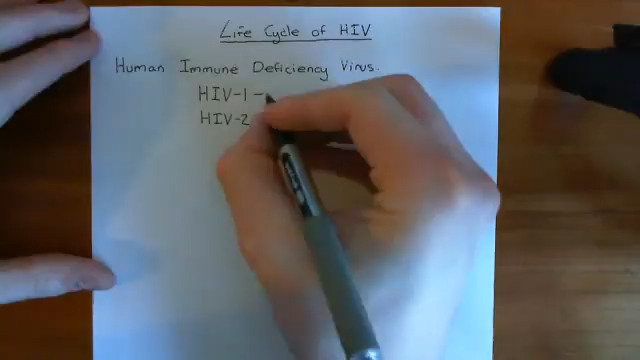 Life Cycle of HIV
Human Immune Deficiency Virus.
HIV-1 -
HIV-2